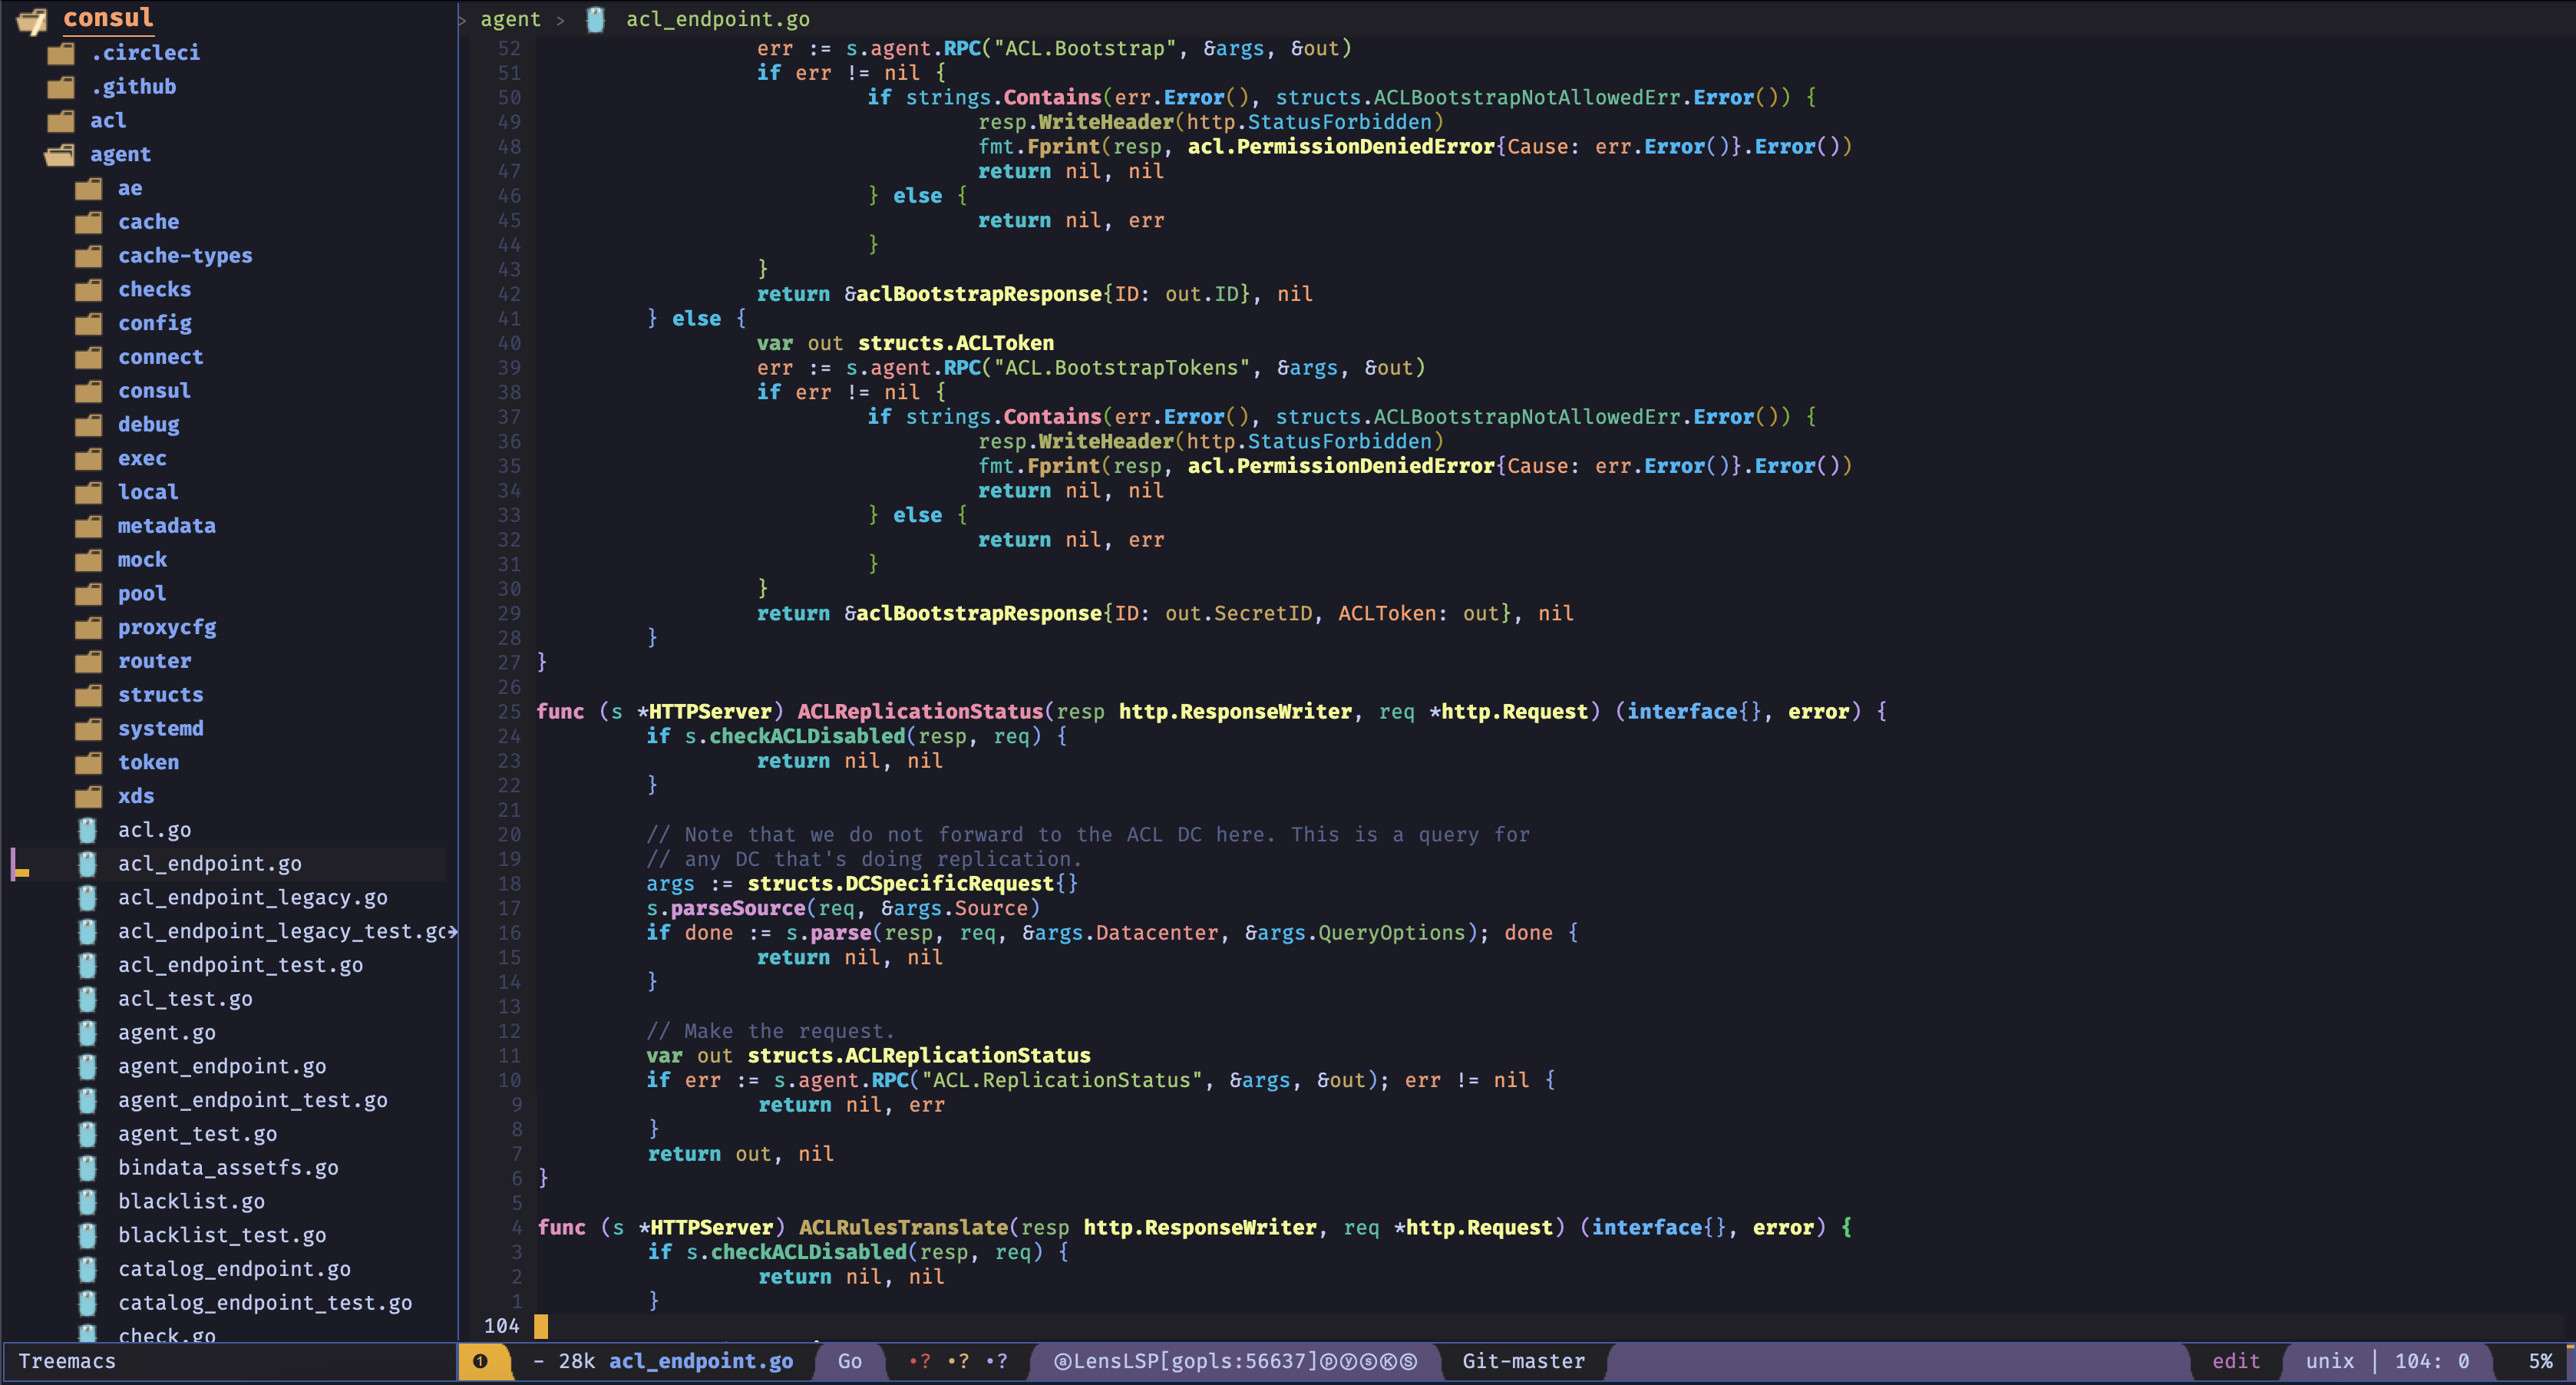 consul
.circleci
.github
acl
agent
ae
cache
cache-types
checks
config
connect
consul
debug
exec
local
metadata
mock
pool
proxycfg
router
structs
systemd
token
xds
acl.go
acl_endpoint.go
acl_endpoint_legacy.go
acl_endpoint_legacy_test.go
acl_endpoint_test.go
acl_test.go
agent.go
agent_endpoint.go
agent_endpoint_test.go
agent_test.go
bindata_assetfs.go
blacklist.go
blacklist_test.go
catalog_endpoint.go
catalog_endpoint_test.go
check.go
Treemacs
> agent > acl_endpoint.go
52 err := s.agent.RPC("ACL.Bootstrap", &args, &out)
51 if err != nil {
50 if strings.Contains(err.Error(), structs.ACLBootstrapNotAllowedErr.Error()) {
49 resp.WriteHeader(http.StatusForbidden)
48 fmt.Fprint(resp, acl.PermissionDeniedError{Cause: err.Error()}.Error())
47 return nil, nil
46 } else {
45 return nil, err
44 }
43 }
42 return &aclBootstrapResponse{ID: out.ID}, nil
41 } else {
40 var out structs.ACLToken
39 err := s.agent.RPC("ACL.BootstrapTokens", &args, &out)
38 if err != nil {
37 if strings.Contains(err.Error(), structs.ACLBootstrapNotAllowedErr.Error()) {
36 resp.WriteHeader(http.StatusForbidden)
35 fmt.Fprint(resp, acl.PermissionDeniedError{Cause: err.Error()}.Error())
34 return nil, nil
33 } else {
32 return nil, err
31 }
30 }
29 return &aclBootstrapResponse{ID: out.SecretID, ACLToken: out}, nil
28 }
27 }
26
25 func (s *HTTPServer) ACLReplicationStatus(resp http.ResponseWriter, req *http.Request) (interface{}, error) {
24 if s.checkACLDisabled(resp, req) {
23 return nil, nil
22 }
21
20 // Note that we do not forward to the ACL DC here. This is a query for
19 // any DC that's doing replication.
18 args := structs.DCSpecificRequest{}
17 s.parseSource(req, &args.Source)
16 if done := s.parse(resp, req, &args.Datacenter, &args.QueryOptions); done {
15 return nil, nil
14 }
13
12 // Make the request.
11 var out structs.ACLReplicationStatus
10 if err := s.agent.RPC("ACL.ReplicationStatus", &args, &out); err != nil {
9 return nil, err
8 }
7 return out, nil
6 }
5
4 func (s *HTTPServer) ACLRulesTranslate(resp http.ResponseWriter, req *http.Request) (interface{}, error) {
3 if s.checkACLDisabled(resp, req) {
2 return nil, nil
1 }
104
❶ - 28k acl_endpoint.go Go •? •? •? ⓐLensLSP[gopls:56637]ⓟⓨⓢⓀⓢ Git-master edit unix | 104: 0 5%